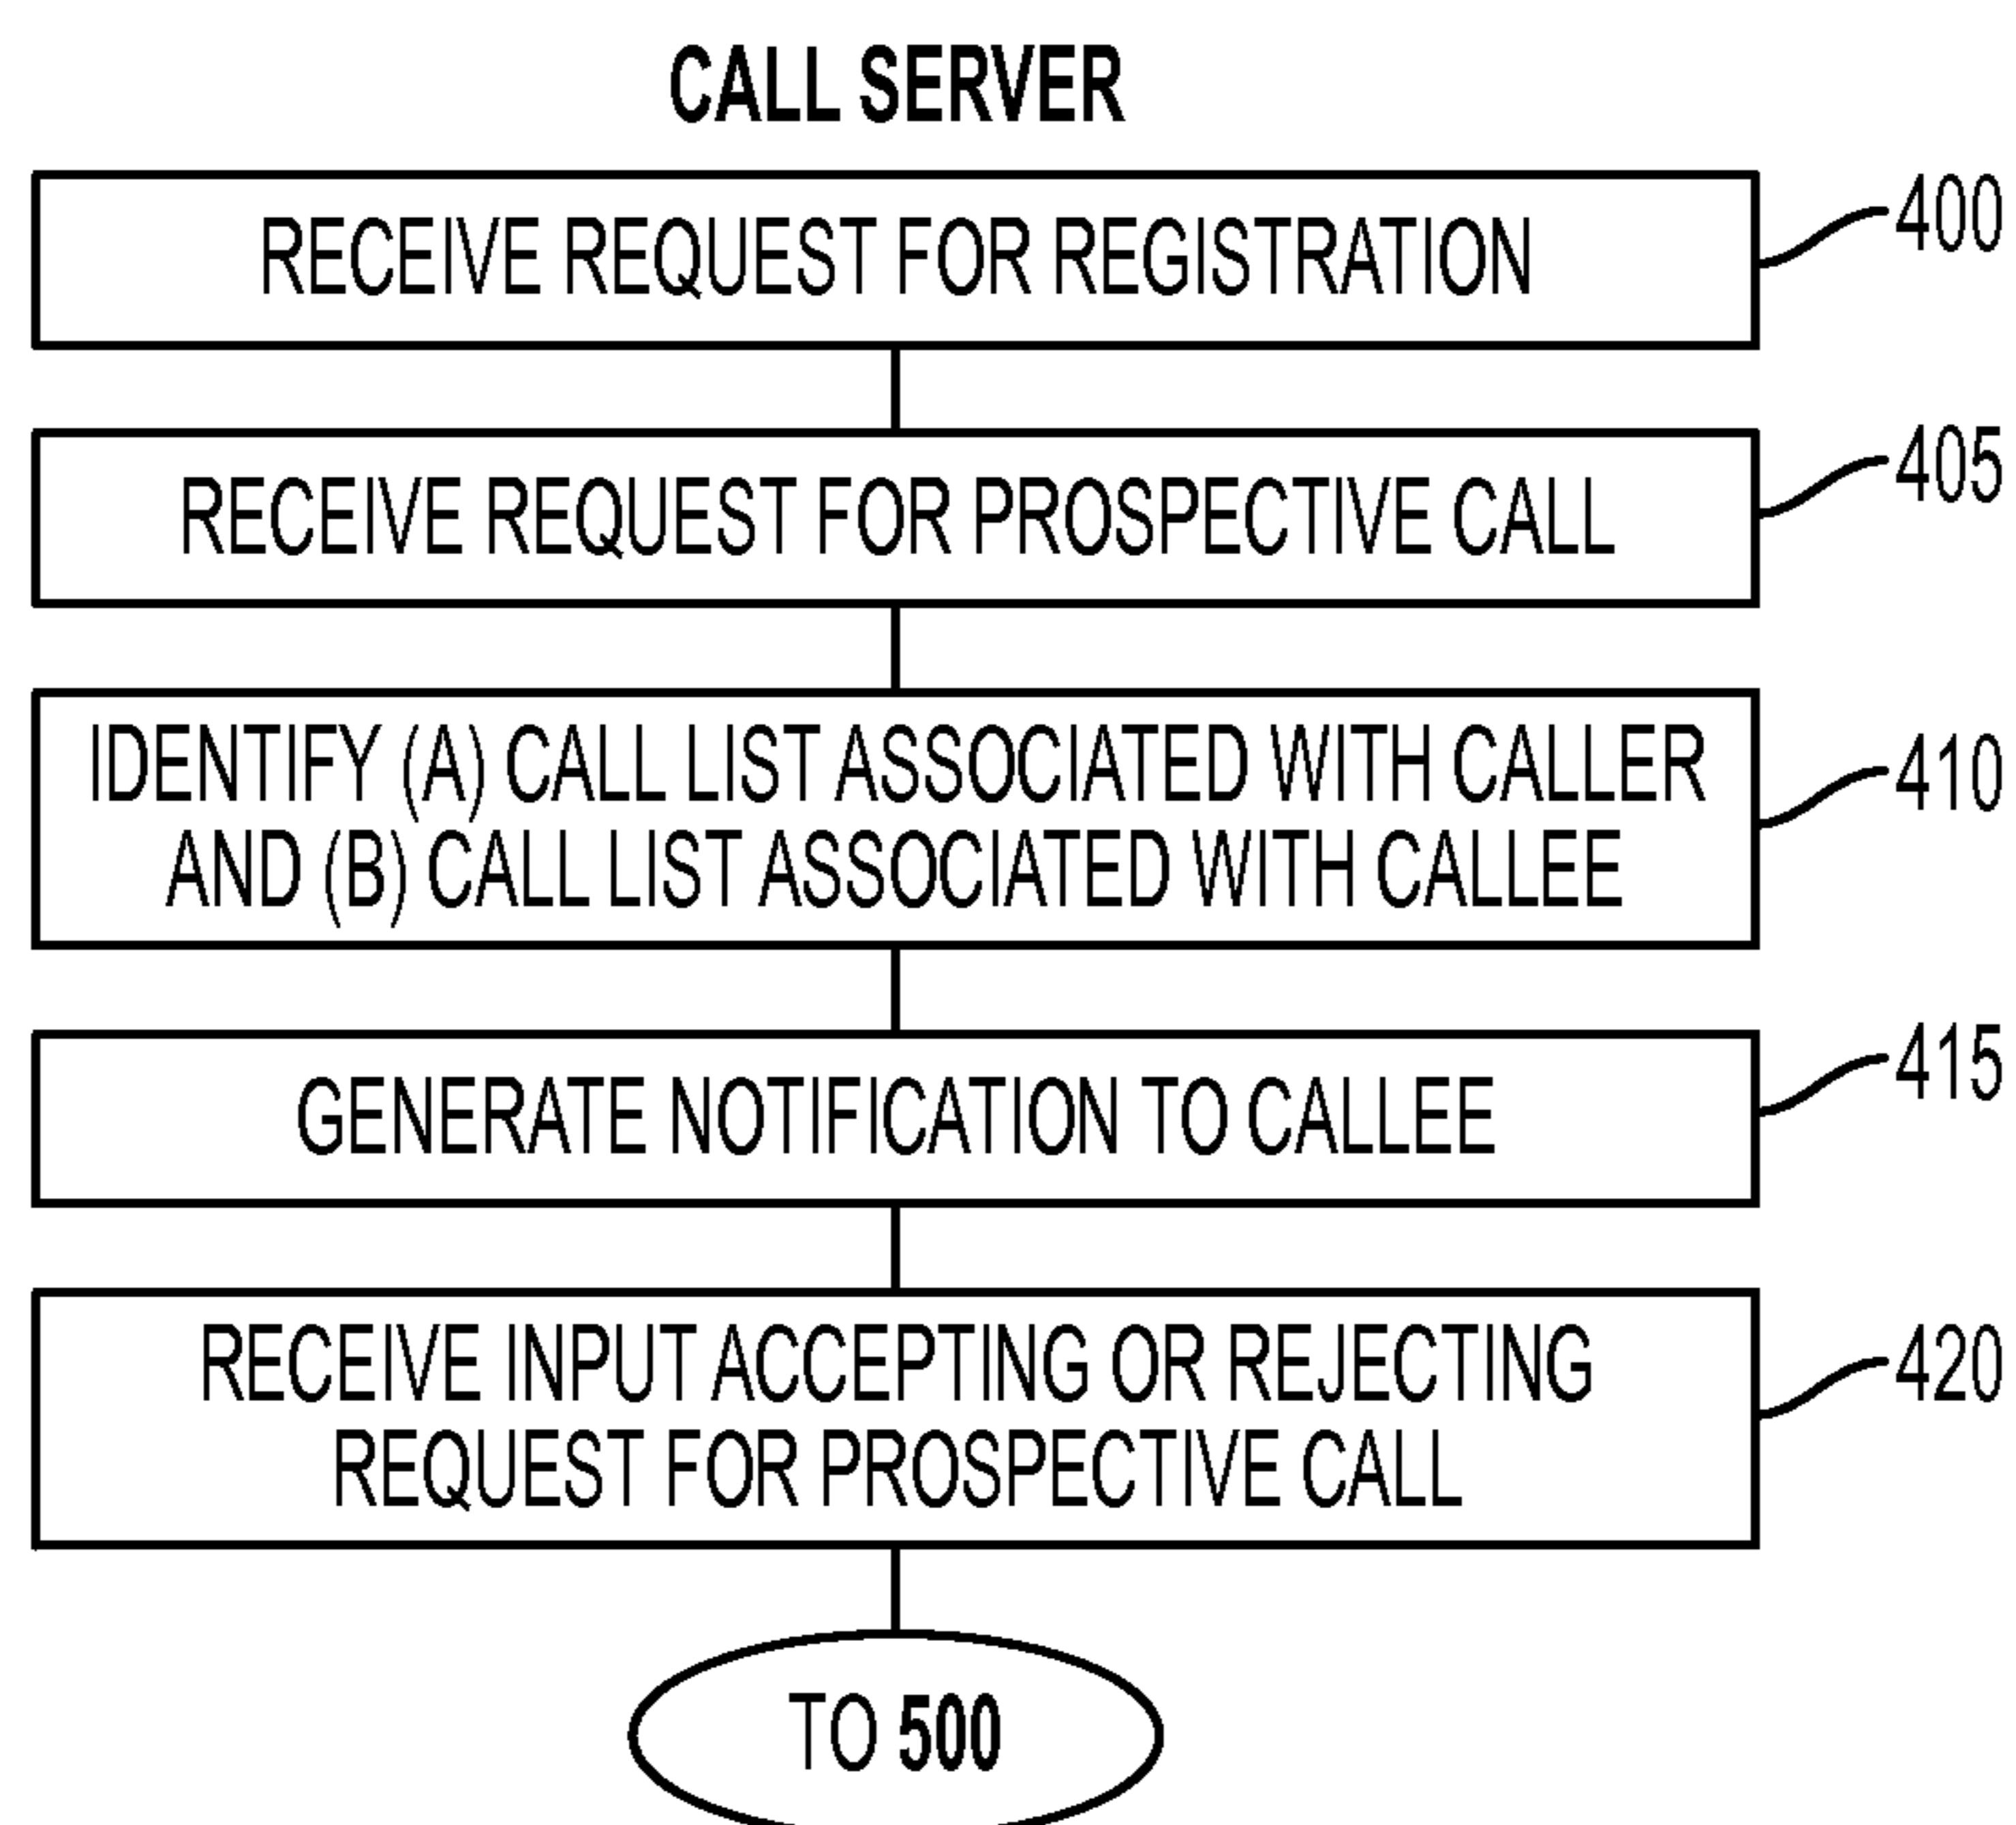 CALL SERVER
RECEIVE REQUEST FOR REGISTRATION
400
RECEIVE REQUEST FOR PROSPECTIVE CALL
405
IDENTIFY (A) CALL LIST ASSOCIATED WITH CALLER
AND (B) CALL LIST ASSOCIATED WITH CALLEE
410
GENERATE NOTIFICATION TO CALLEE
415
RECEIVE INPUT ACCEPTING OR REJECTING
REQUEST FOR PROSPECTIVE CALL
420
TO 500